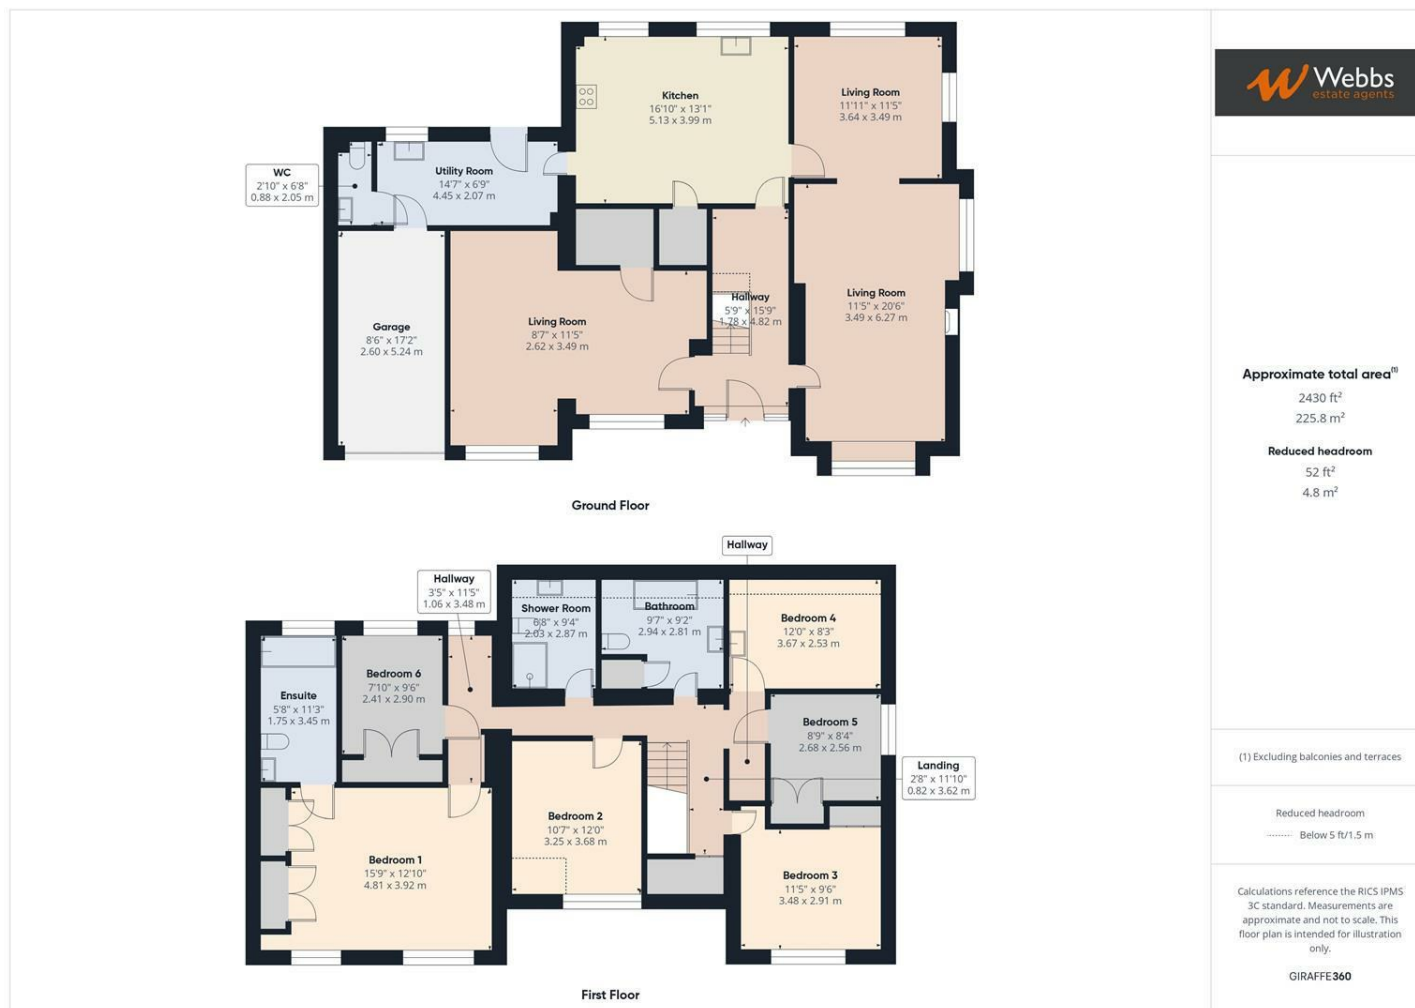 Kitchen
16'10" x 13'1"
5.13 x 3.99 m
Living Room
11'11" x 11'5"
3.64 x 3.49 m
WC
2'10" x 6'8"
0.88 x 2.05 m
Utility Room
14'7" x 6'9"
4.45 x 2.07 m
Garage
8'6" x 17'2"
2.60 x 5.24 m
Living Room
8'7" x 11'5"
2.62 x 3.49 m
Hallway
5'9" x 15'9"
1.78 x 4.82 m
Living Room
11'5" x 20'6"
3.49 x 6.27 m
Ground Floor
Hallway
Hallway
3'5" x 11'5"
1.06 x 3.48 m
Shower Room
6'8" x 9'4"
2.03 x 2.87 m
Bathroom
9'7" x 9'2"
2.94 x 2.81 m
Bedroom 4
12'0" x 8'3"
3.67 x 2.53 m
Ensuite
5'8" x 11'3"
1.75 x 3.45 m
Bedroom 6
7'10" x 9'6"
2.41 x 2.90 m
Bedroom 5
8'9" x 8'4"
2.68 x 2.56 m
Landing
2'8" x 11'10"
0.82 x 3.62 m
Bedroom 1
15'9" x 12'10"
4.81 x 3.92 m
Bedroom 2
10'7" x 12'0"
3.25 x 3.68 m
Bedroom 3
11'5" x 9'6"
3.48 x 2.91 m
First Floor
Webbs
estate agents
Approximate total area(1)
2430 ft²
225.8 m²
Reduced headroom
52 ft²
4.8 m²
(1) Excluding balconies and terraces
Reduced headroom
Below 5 ft/1.5 m
Calculations reference the RICS IPMS
3C standard. Measurements are
approximate and not to scale. This
floor plan is intended for illustration
only.
GIRAFFE360